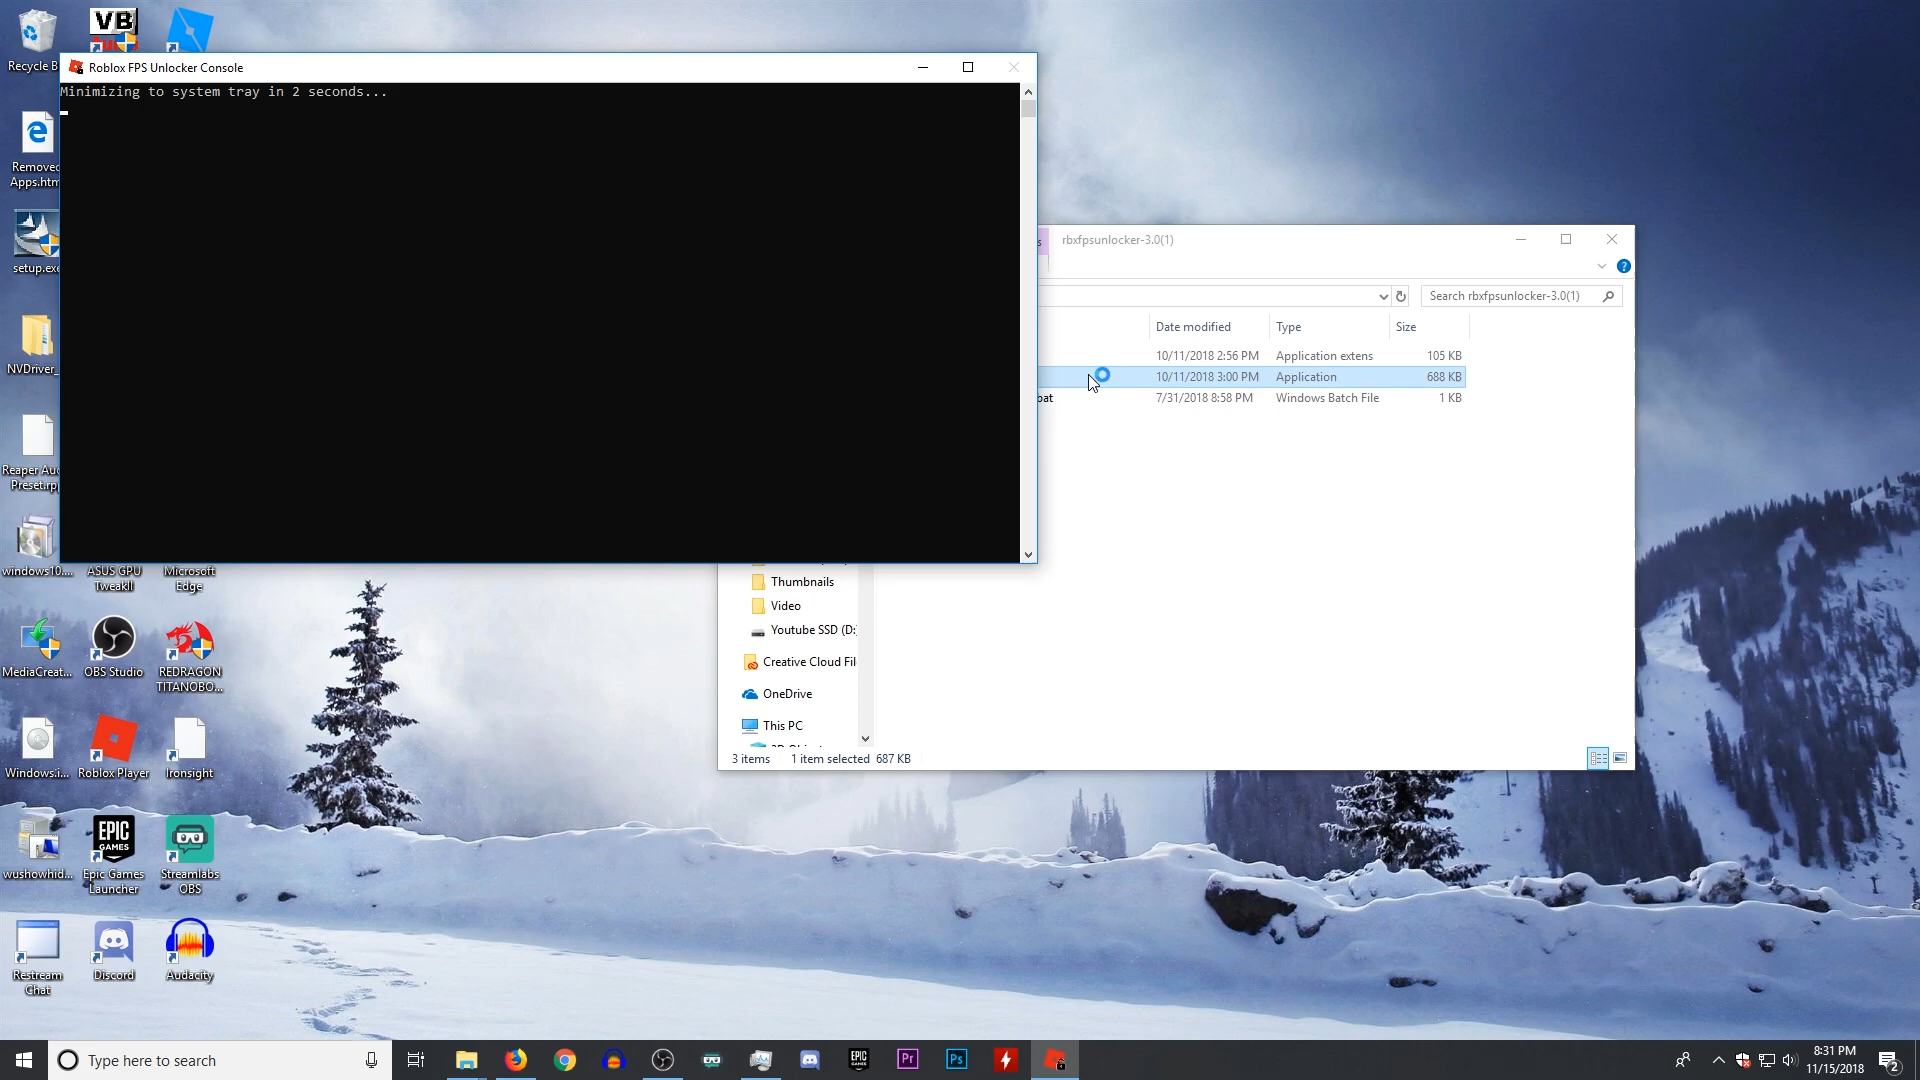 Recycle B
VB
Roblox FPS Unlocker Console
Minimizing to system tray in 2 seconds...
Removed
Apps.htm
setup.exe
NVDriver_
Reaper Au
Preset.rp
windows10....
ASUS GPU
TweakII
Microsoft
Edge
MediaCreat...
OBS Studio
REDRAGON
TITANOBO...
Windows.i...
Roblox Player
Ironsight
wushowhid...
EPIC
GAMES
Epic Games
Launcher
Streamlabs
OBS
Restream
Chat
Discord
Audacity
s
rbxfpsunlocker-3.0(1)
?
Search rbxfpsunlocker-3.0(1)
Date modified Type Size
10/11/2018 2:56 PM Application extens 105 KB
10/11/2018 3:00 PM Application 688 KB
bat 7/31/2018 8:58 PM Windows Batch File 1 KB
Thumbnails
Video
Youtube SSD (D:
Creative Cloud Fil
OneDrive
This PC
3 items 1 item selected 687 KB
Type here to search
EPIC
GAMES
Pr
Ps
8:31 PM
11/15/2018
2